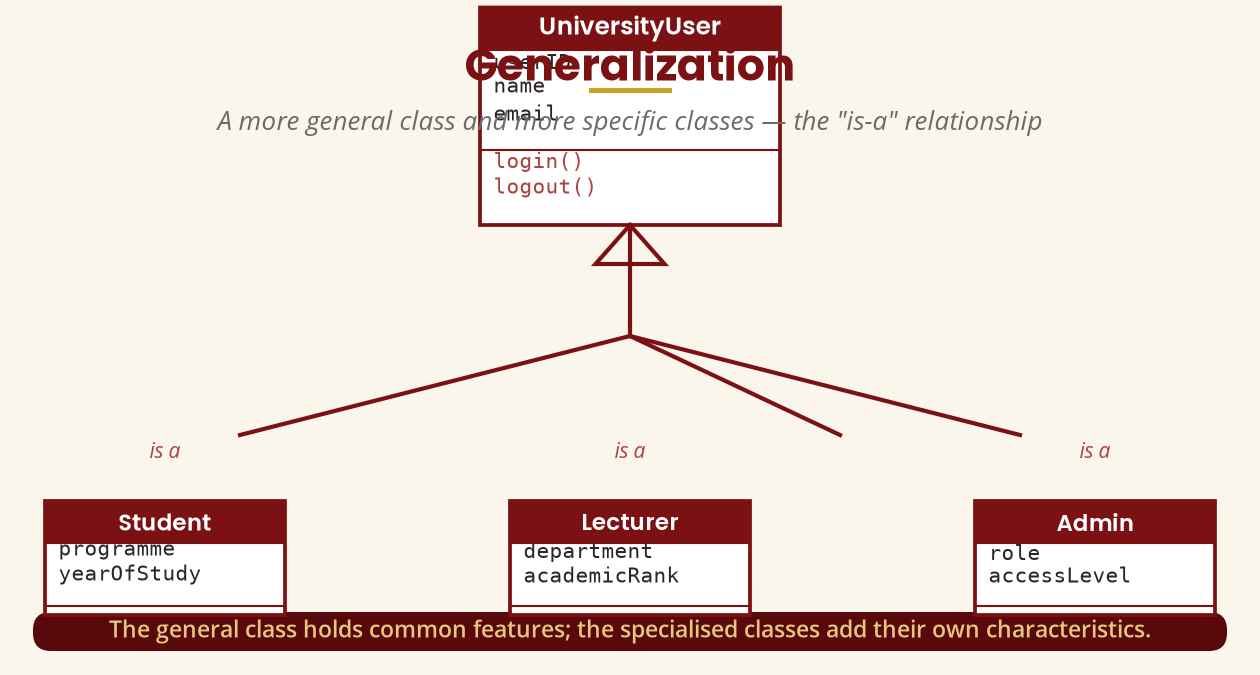 UniversityUser
Generalization
userID
name
email
A more general class and more specific classes — the "is-a" relationship
login()
logout()
is a
is a
is a
Student
programme
yearOfStudy
Lecturer
department
academicRank
Admin
role
accessLevel
The general class holds common features; the specialised classes add their own characteristics.